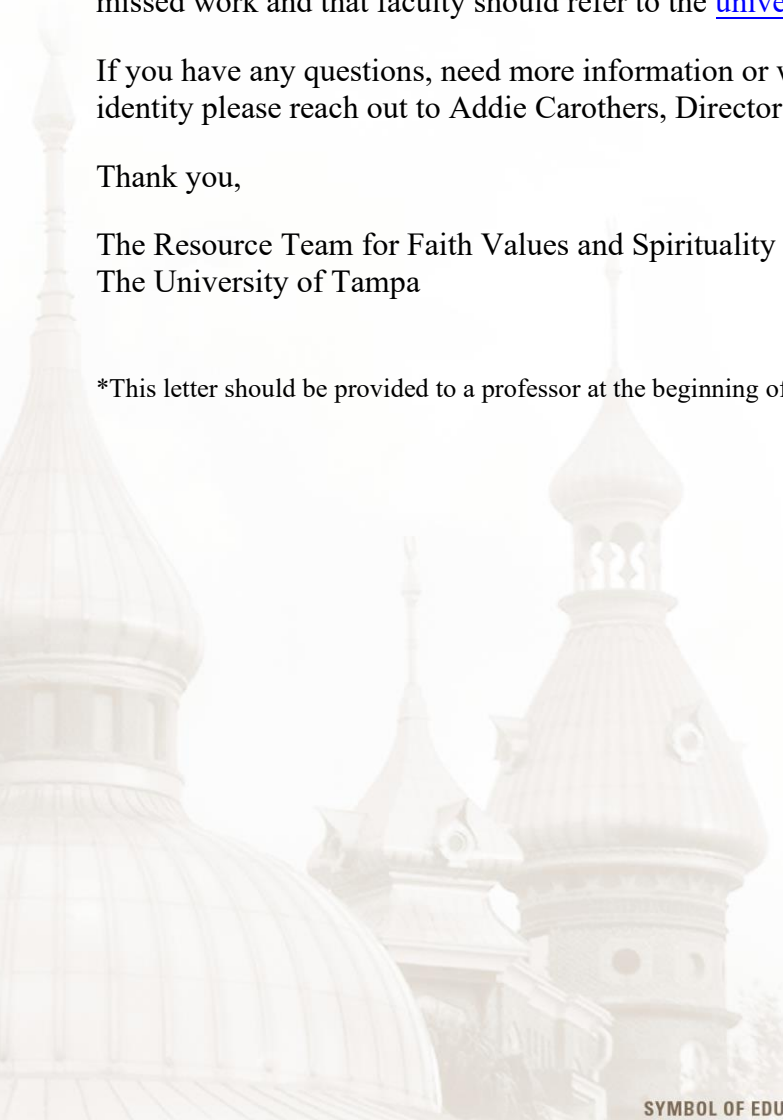 missed work and that faculty should refer to the unive
If you have any questions, need more information or w
identity please reach out to Addie Carothers, Director
Thank you,
The Resource Team for Faith Values and Spirituality
The University of Tampa
*This letter should be provided to a professor at the beginning of
SYMBOL OF EDU